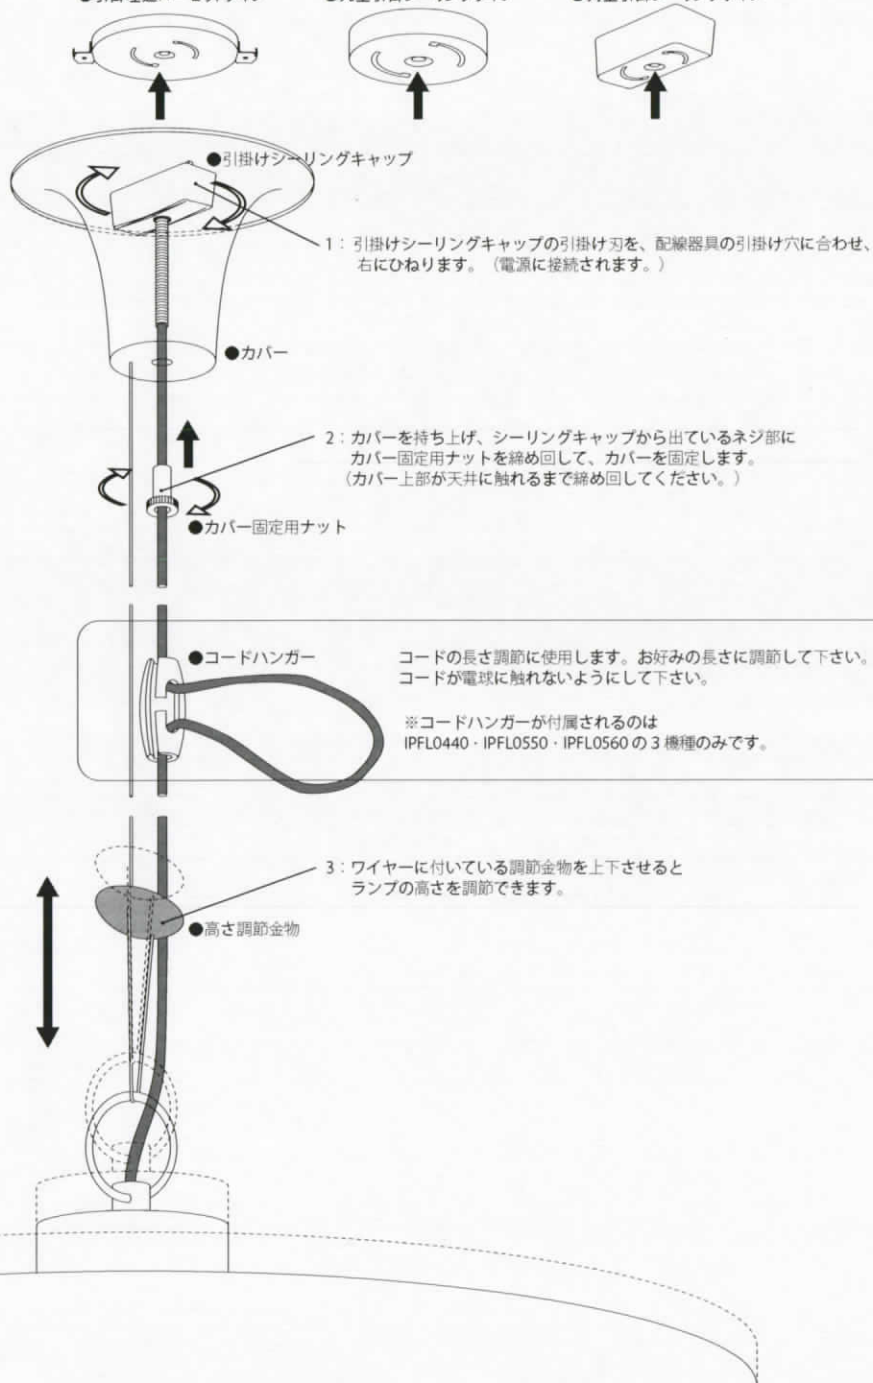 ●引掛けシーリングキャップ
1：引掛けシーリングキャップの引掛け刃を、配線器具の引掛け穴に合わせ、
右にひねります。（電源に接続されます。）
●カバー
2：カバーを持ち上げ、シーリングキャップから出ているネジ部に
カバー固定用ナットを締め回して、カバーを固定します。
（カバー上部が天井に触れるまで締め回してください。）
●カバー固定用ナット
●コードハンガー
コードの長さ調節に使用します。お好みの長さに調節して下さい。
コードが電球に触れないようにして下さい。
※コードハンガーが付属されるのは
IPFL0440・IPFL0550・IPFL0560 の 3 機種のみです。
3：ワイヤーに付いている調節金物を上下させると
ランプの高さを調節できます。
●高さ調節金物